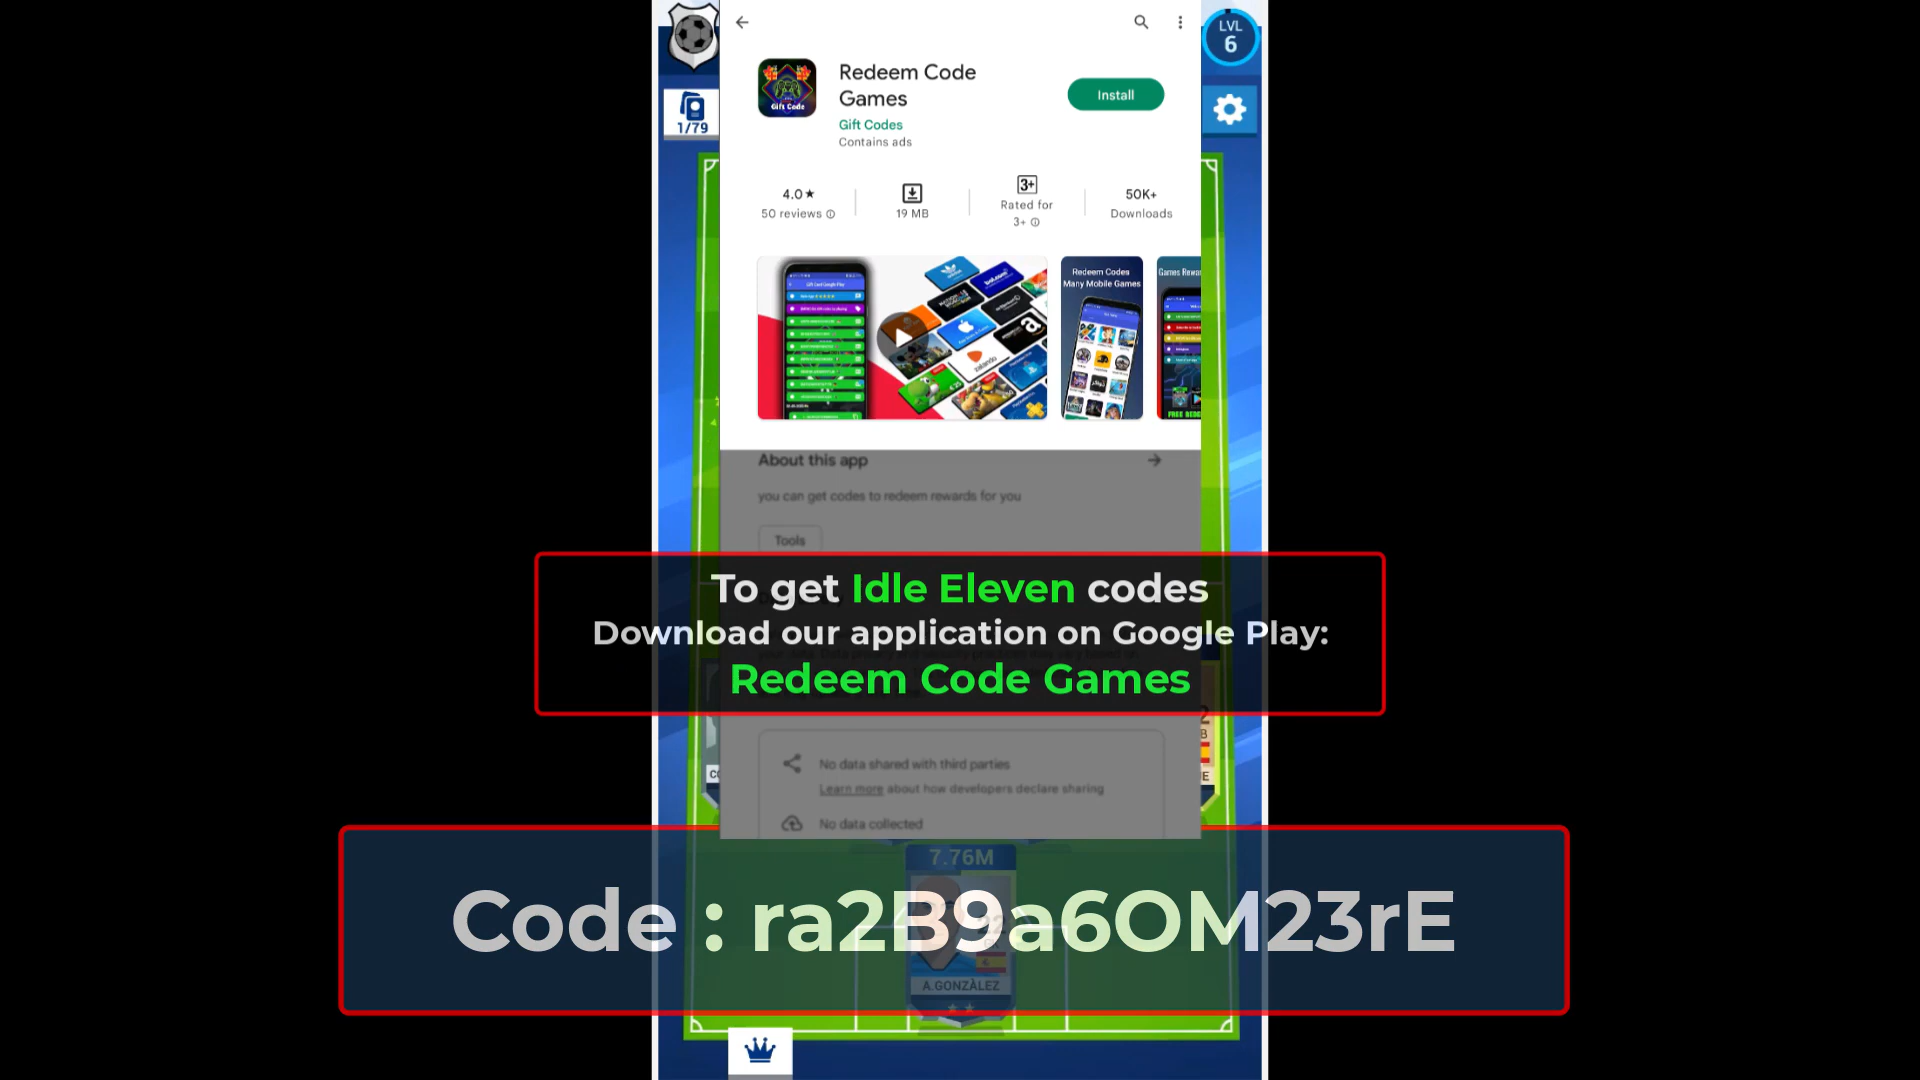 LVL
6
1/79
Redeem Code
Games
Gift Codes
Contains ads
Install
Gift Code
4.0★
50 reviews
19 MB
3+
Rated for
3+
50K+
Downloads
Redeem Codes
Many Mobile Games
About this app
you can get codes to redeem rewards for you
Tools
To get Idle Eleven codes
Download our application on Google Play:
Redeem Code Games
No data shared with third parties
Learn more about how developers declare sharing
No data collected
7.76M
Code : ra2B9a6OM23rE
A.GONZÀLEZ